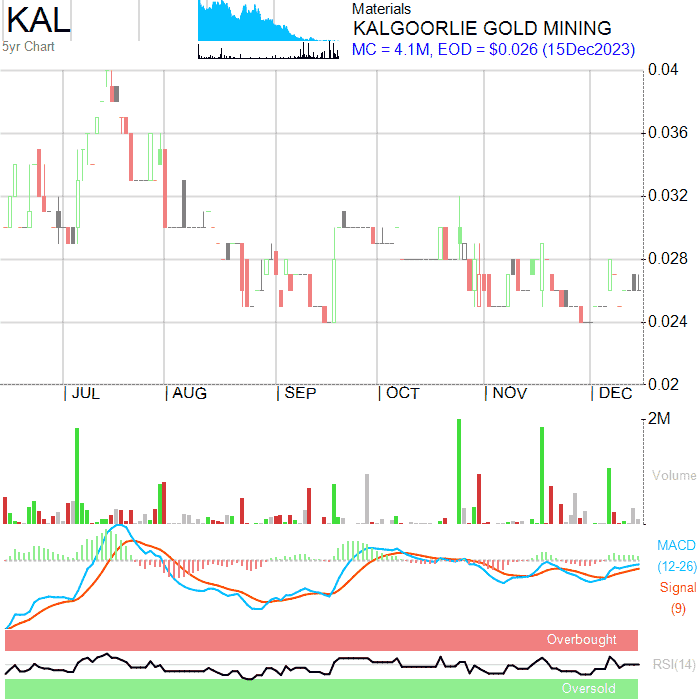 KAL
5yr Chart
Materials
KALGOORLIE GOLD MINING
MC = 4.1M, EOD = $0.026 (15Dec2023)
0.04
0.036
0.032
0.028
0.024
0.02
JUL AUG SEP OCT NOV DEC
2M
Volume
MACD
(12-26)
Signal
(9)
Overbought
RSI(14)
Oversold